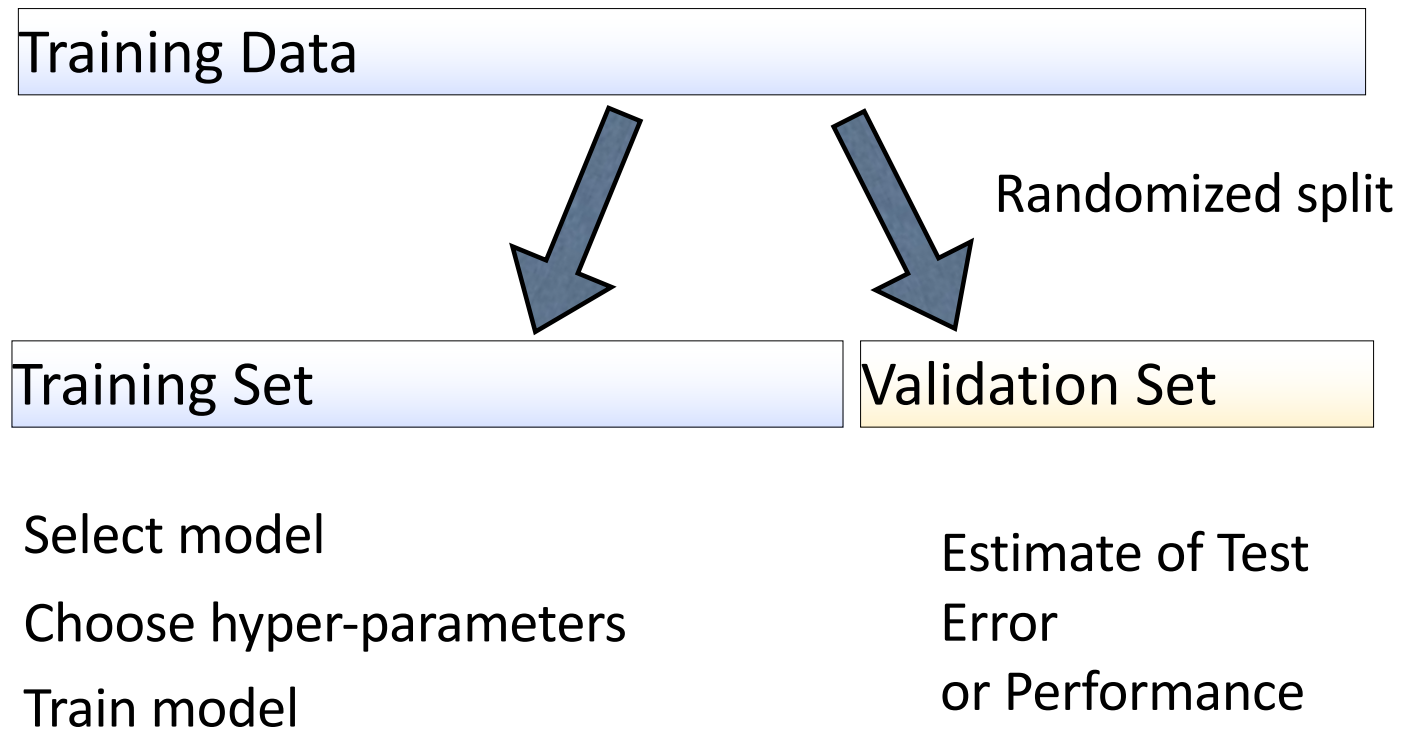 Training Data
Randomized split
Training Set
Validation Set
Select model
Choose hyper-parameters
Train model
Estimate of Test
Error
or Performance